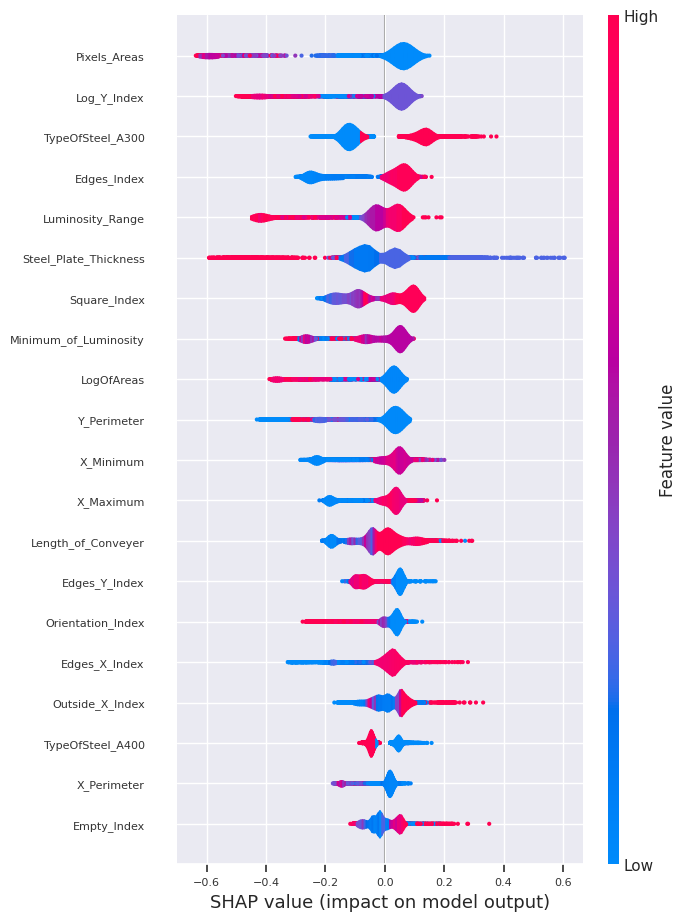 High
Pixels_Areas
Log_Y_Index
TypeOfSteel_A300
Edges_Index
Luminosity_Range
Steel_Plate_Thickness
Square_Index
Minimum_of_Luminosity
LogOfAreas
Feature value
Y_Perimeter
X_Minimum
X_Maximum
Length_of_Conveyer
Edges_Y_Index
Orientation_Index
Edges_X_Index
Outside_X_Index
TypeOfSteel_A400
X_Perimeter
Empty_Index
Low
−0.6 −0.4 −0.2 0.0 0.2 0.4 0.6
SHAP value (impact on model output)